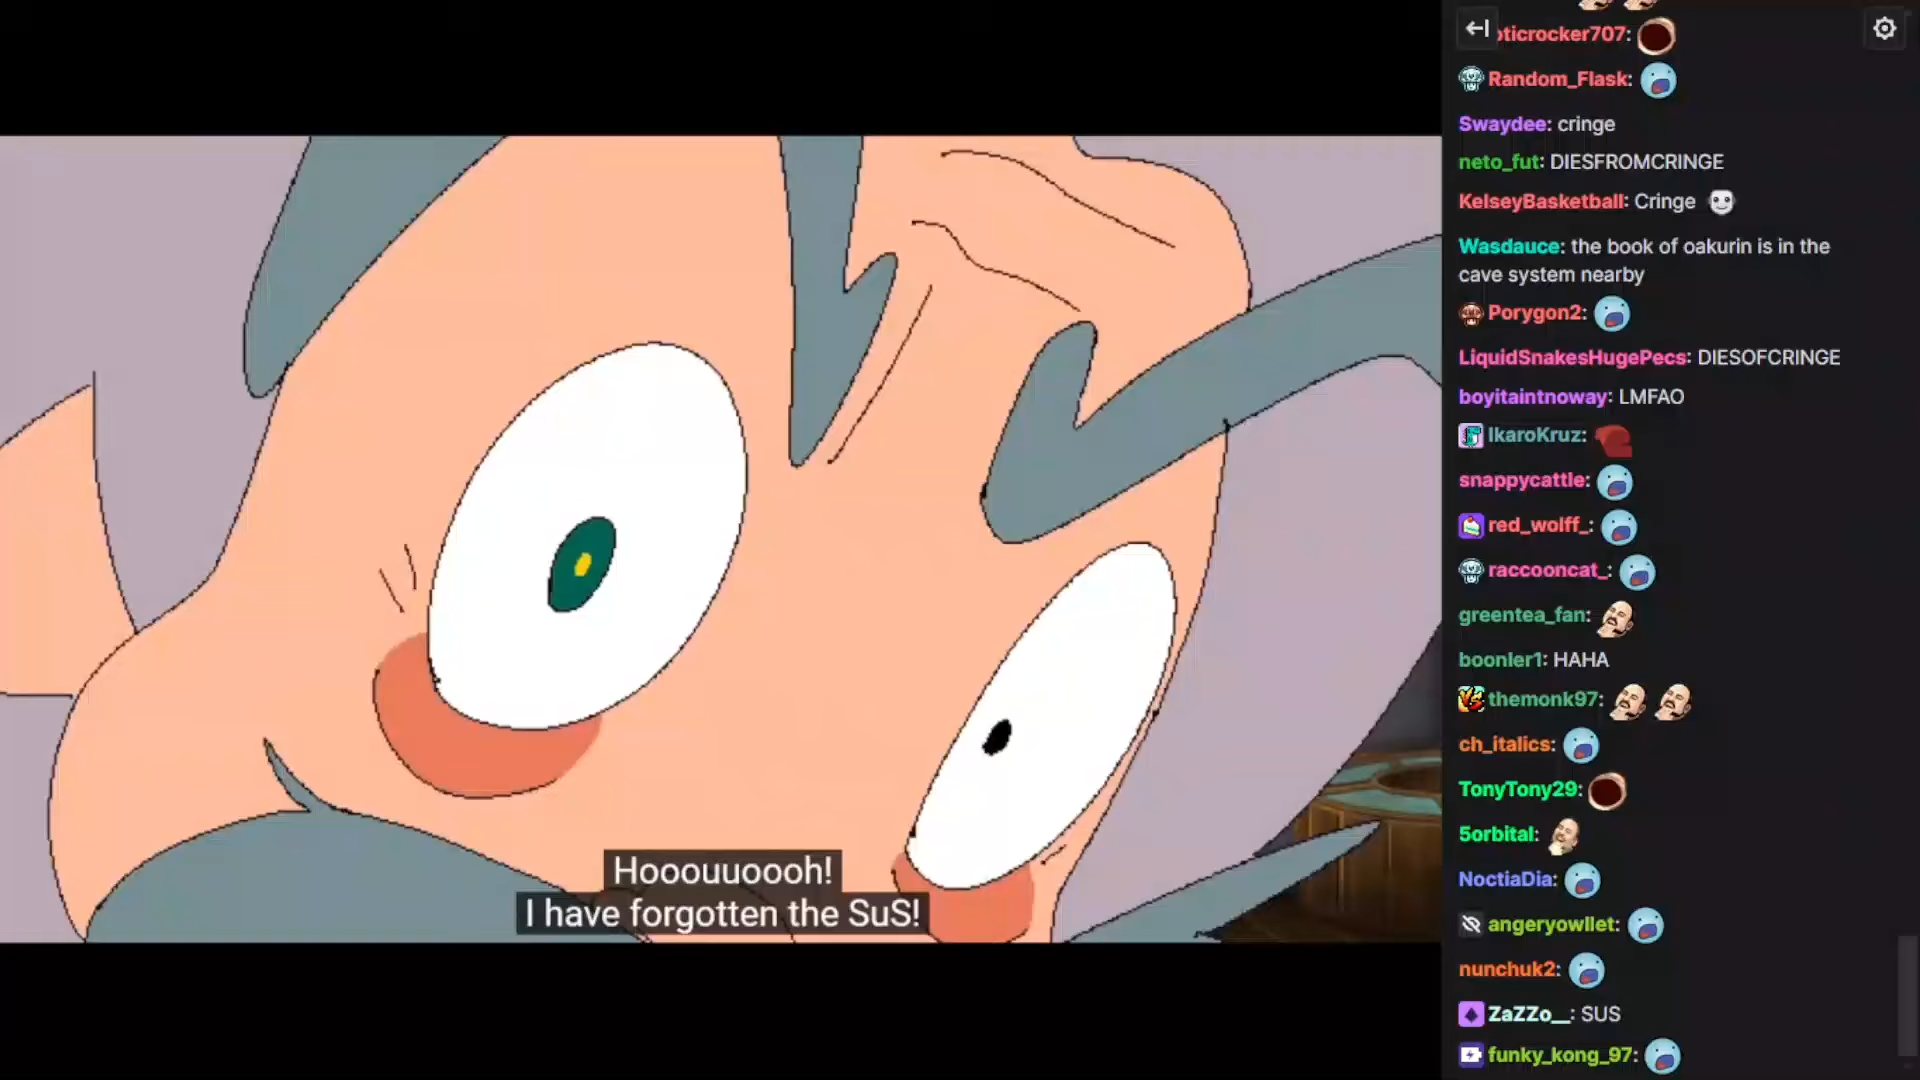 Hooouuoooh!
I have forgotten the SuS!
oticrocker707:
Random_Flask:
Swaydee: cringe
neto_fut: DIESFROMCRINGE
KelseyBasketball: Cringe
Wasdauce: the book of oakurin is in the
cave system nearby
Porygon2:
LiquidSnakesHugePecs: DIESOFCRINGE
boyitaintnoway: LMFAO
IkaroKruz:
snappycattle:
red_wolff_:
raccooncat_:
greentea_fan:
boonler1: HAHA
themonk97:
ch_italics:
TonyTony29:
5orbital:
NoctiaDia:
angeryowllet:
nunchuk2:
ZaZZo__: SUS
funky_kong_97: